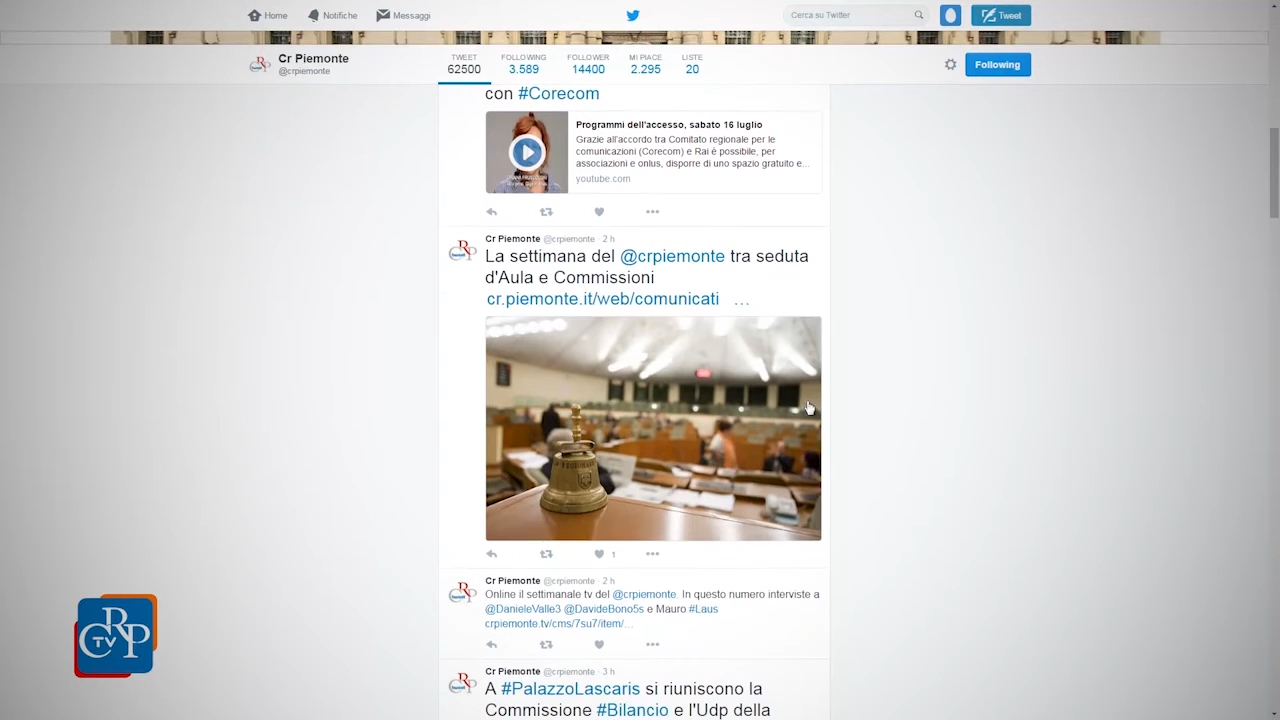 Home Notifiche Messaggi
Cerca su Twitter
Tweet
Cr Piemonte
@crpiemonte
TWEET FOLLOWING FOLLOWER MI PIACE LISTE
62500 3.589 14400 2.295 20
Following
con #Corecom
Programmi dell'accesso, sabato 16 luglio
Grazie all'accordo tra Comitato regionale per le
comunicazioni (Corecom) e Rai è possibile, per
associazioni e onlus, disporre di uno spazio gratuito e...
youtube.com
Cr Piemonte @crpiemonte · 2 h
La settimana del @crpiemonte tra seduta
d'Aula e Commissioni
cr.piemonte.it/web/comunicati ...
1
Cr Piemonte @crpiemonte · 2 h
Online il settimanale tv del @crpiemonte. In questo numero interviste a
@DanieleValle3 @DavideBono5s e Mauro #Laus
crpiemonte.tv/cms/7su7/item/...
Cr Piemonte @crpiemonte · 3 h
A #PalazzoLascaris si riuniscono la
Commissione #Bilancio e l'Udp della
CRP
TV